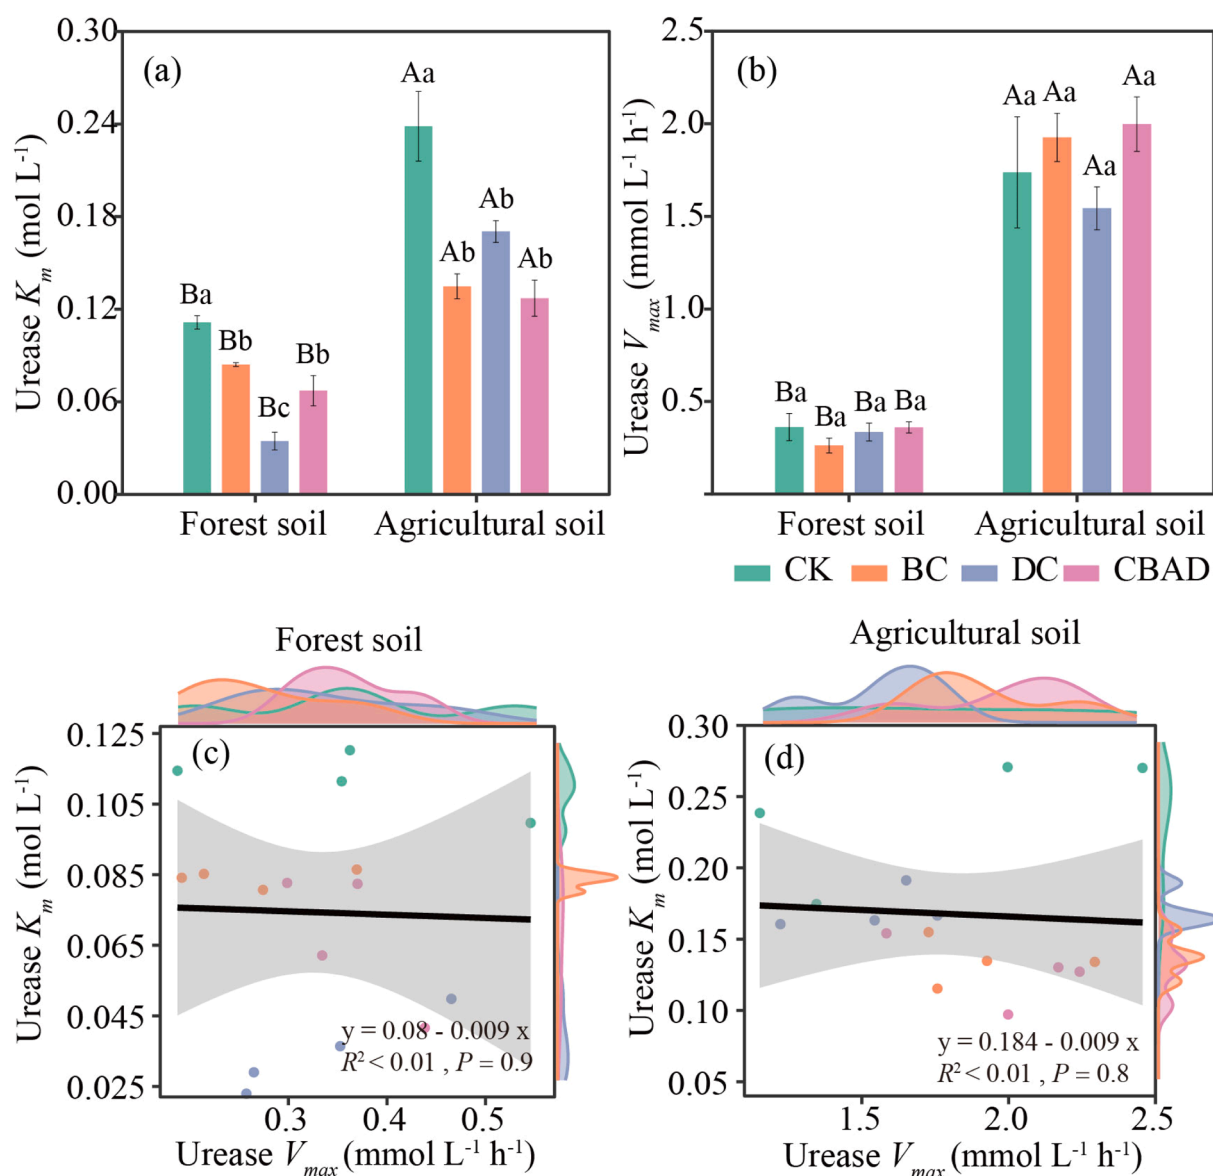 (a)
Urease K_m (mol L⁻¹)
0.30
0.24
0.18
0.12
0.06
0.00
Ba
Bb
Bc
Bb
Aa
Ab
Ab
Ab
Forest soil
Agricultural soil
(b)
Urease V_max (mmol L⁻¹ h⁻¹)
2.5
2.0
1.5
1.0
0.5
Ba
Ba
Ba
Ba
Aa
Aa
Aa
Aa
Forest soil
Agricultural soil
CK BC DC CBAD
Forest soil
(c)
Urease K_m (mol L⁻¹)
0.125
0.105
0.085
0.065
0.045
0.025
y = 0.08 - 0.009 x
R² < 0.01 , P = 0.9
0.3 0.4 0.5
Urease V_max (mmol L⁻¹ h⁻¹)
Agricultural soil
(d)
Urease K_m (mol L⁻¹)
0.30
0.25
0.20
0.15
0.10
0.05
y = 0.184 - 0.009 x
R² < 0.01 , P = 0.8
1.5 2.0 2.5
Urease V_max (mmol L⁻¹ h⁻¹)